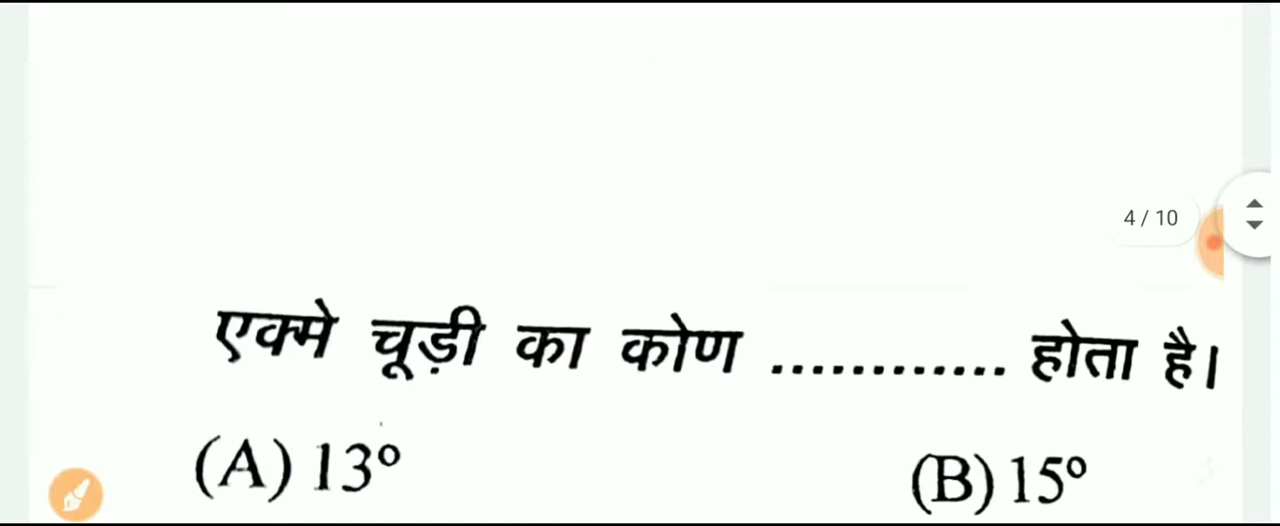 4 / 10
एक्मे चूड़ी का कोण ............ होता है।
(A) 13° (B) 15°